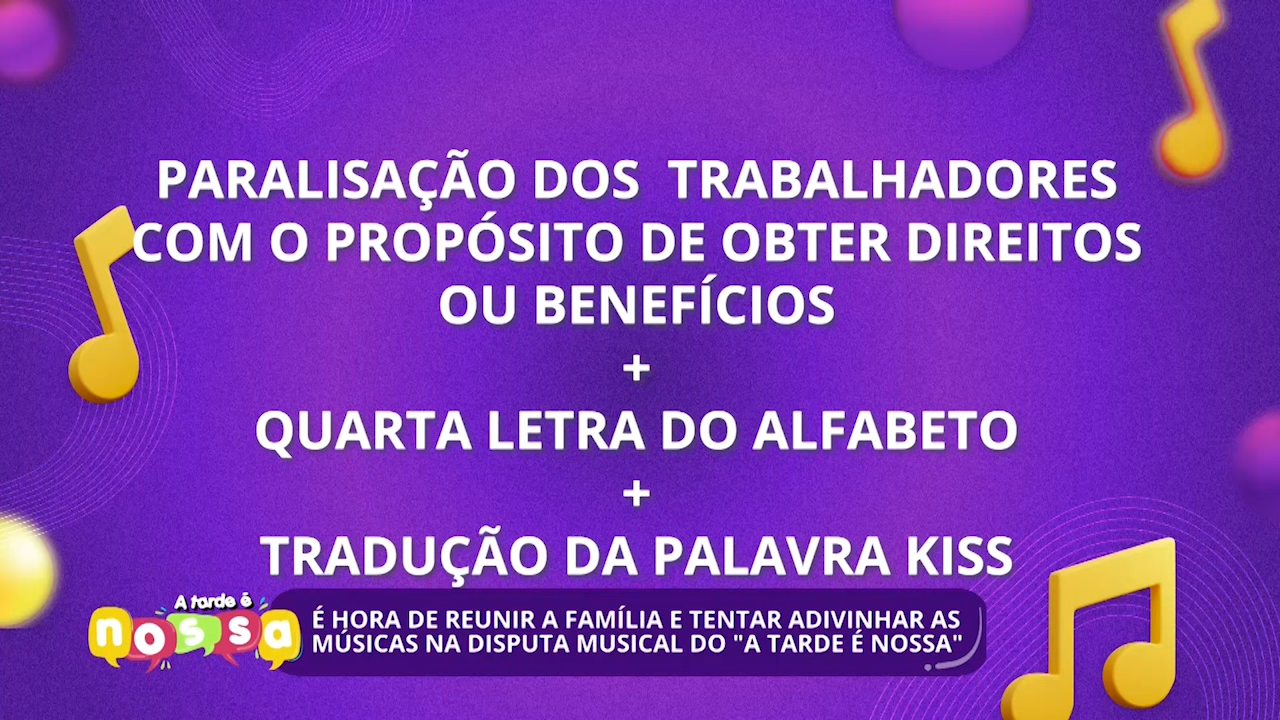 PARALISAÇÃO DOS TRABALHADORES
COM O PROPÓSITO DE OBTER DIREITOS
OU BENEFÍCIOS
+
QUARTA LETRA DO ALFABETO
+
TRADUÇÃO DA PALAVRA KISS
A tarde é
nossa
É HORA DE REUNIR A FAMÍLIA E TENTAR ADIVINHAR AS
MÚSICAS NA DISPUTA MUSICAL DO "A TARDE É NOSSA"